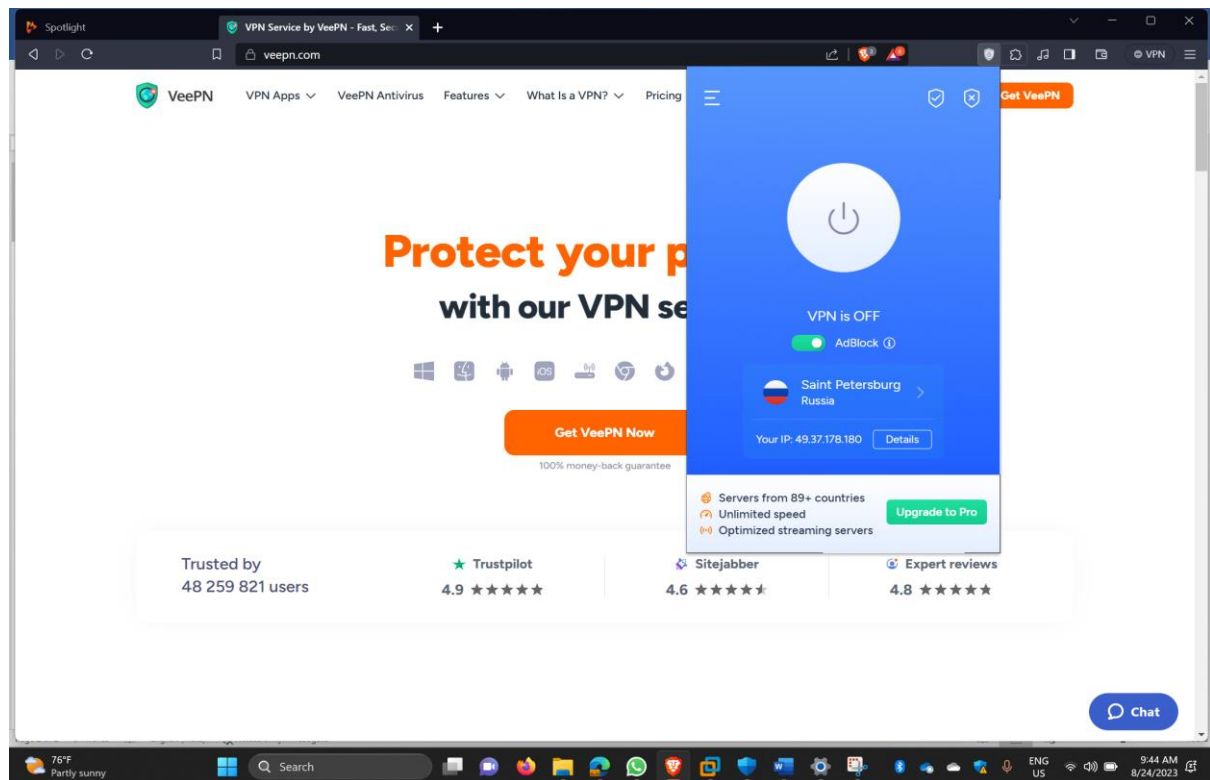 Spotlight
VPN Service by VeePN - Fast, Sec
veepn.com
VPN
VeePN
VPN Apps
VeePN Antivirus
Features
What Is a VPN?
Pricing
Get VeePN
Protect your p
with our VPN se
iOS
Get VeePN Now
100% money-back guarantee
VPN is OFF
AdBlock
Saint Petersburg
Russia
Your IP: 49.37.178.180
Details
Servers from 89+ countries
Unlimited speed
Optimized streaming servers
Upgrade to Pro
Trusted by
48 259 821 users
Trustpilot
4.9
Sitejabber
4.6
Expert reviews
4.8
Chat
76°F
Partly sunny
Search
ENG
US
9:44 AM
8/24/2023